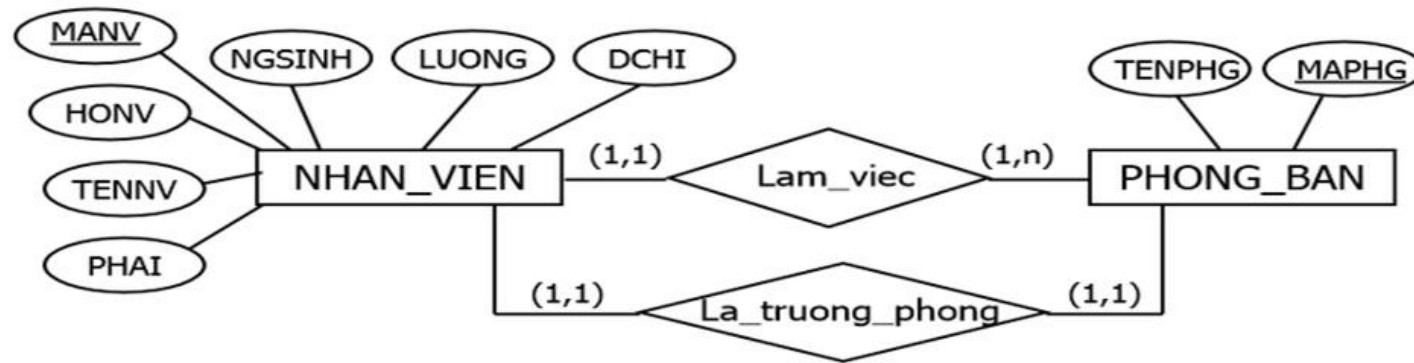 MANV
NGSINH
LUONG
DCHI
TENPHG
MAPHG
HONV
TENNV
PHAI
NHAN_VIEN
(1,1)
Lam_viec
(1,n)
PHONG_BAN
(1,1)
La_truong_phong
(1,1)